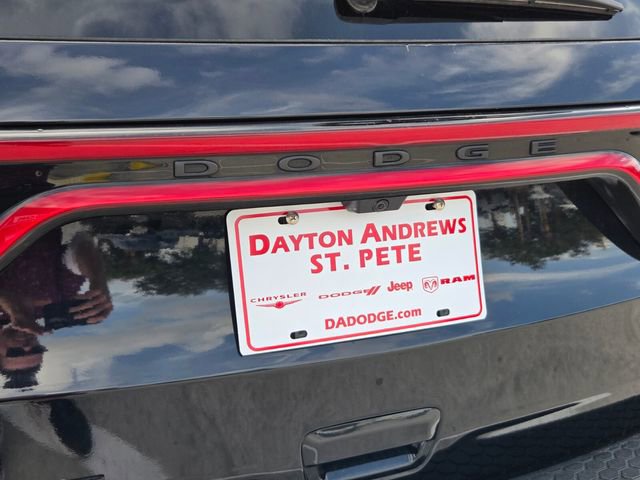 DODGE
DAYTON ANDREWS
ST. PETE
CHRYSLER DODGE Jeep RAM
DADODGE.com